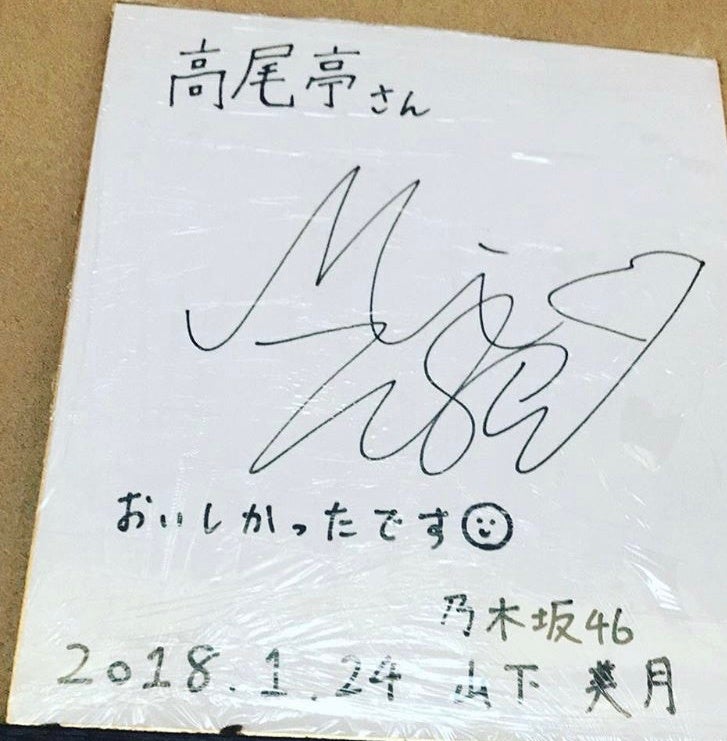 高尾亭さん
おいしかったです
乃木坂46
2018.1.24 山下 美月